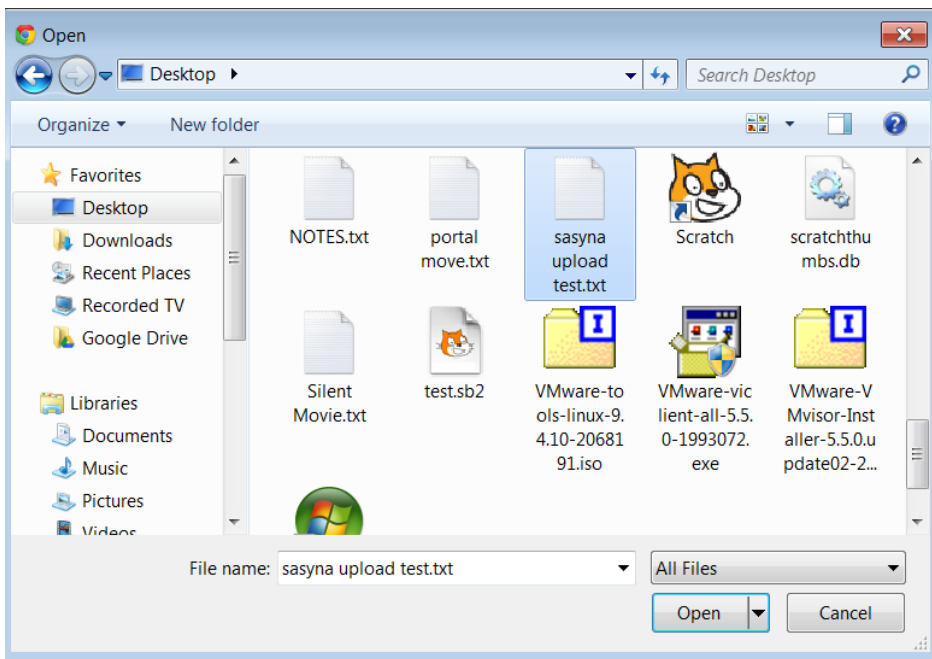 Open
Desktop
Search Desktop
Organize
New folder
Favorites
Desktop
Downloads
Recent Places
Recorded TV
Google Drive
Libraries
Documents
Music
Pictures
Videos
NOTES.txt
portal
move.txt
sasyna
upload
test.txt
Scratch
scratchthu
mbs.db
Silent
Movie.txt
test.sb2
VMware-to
ols-linux-9.
4.10-20681
91.iso
VMware-vic
lient-all-5.5.
0-1993072.
exe
VMware-V
Mvisor-Inst
aller-5.5.0.u
pdate02-2...
File name:
sasyna upload test.txt
All Files
Open
Cancel